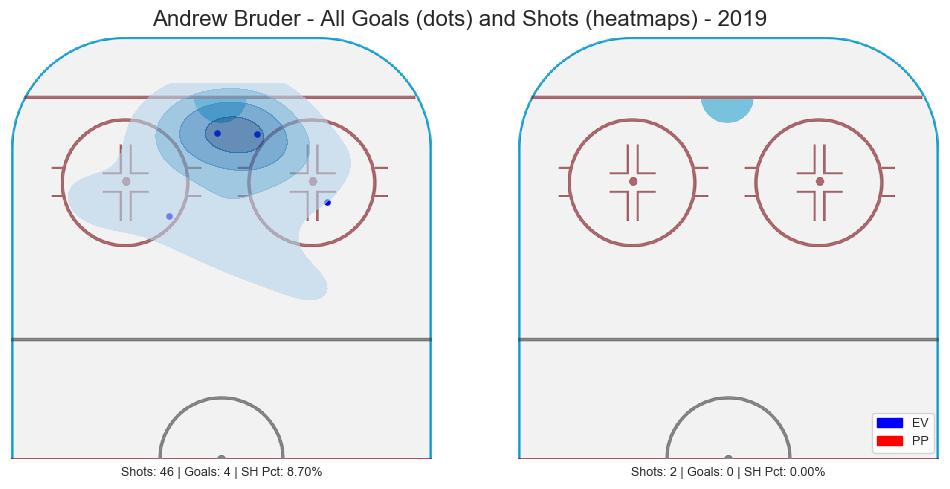 Andrew Bruder - All Goals (dots) and Shots (heatmaps) - 2019
EV
PP
Shots: 46 | Goals: 4 | SH Pct: 8.70%
Shots: 2 | Goals: 0 | SH Pct: 0.00%